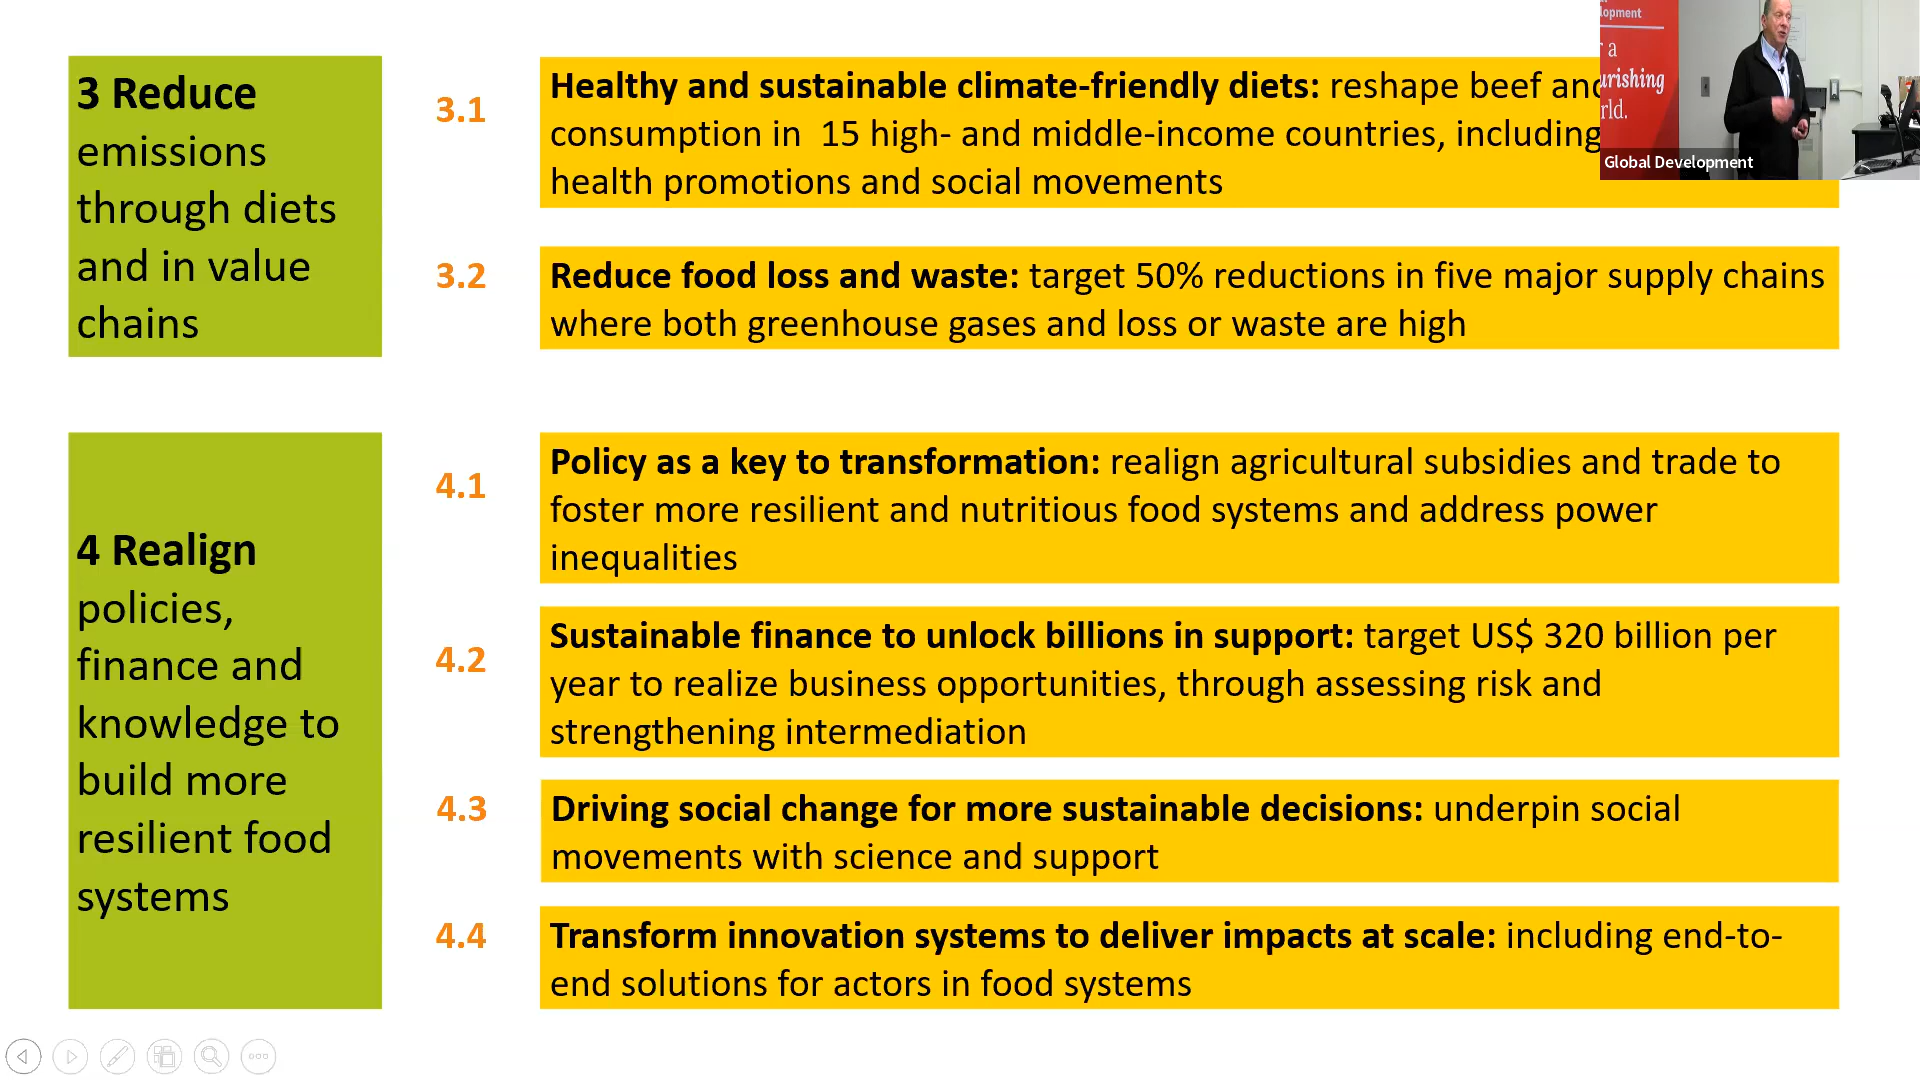 3 Reduce
emissions
through diets
and in value
chains
3.1
Healthy and sustainable climate-friendly diets: reshape beef and
consumption in 15 high- and middle-income countries, including
health promotions and social movements
3.2
Reduce food loss and waste: target 50% reductions in five major supply chains
where both greenhouse gases and loss or waste are high
4 Realign
policies,
finance and
knowledge to
build more
resilient food
systems
4.1
Policy as a key to transformation: realign agricultural subsidies and trade to
foster more resilient and nutritious food systems and address power
inequalities
4.2
Sustainable finance to unlock billions in support: target US$ 320 billion per
year to realize business opportunities, through assessing risk and
strengthening intermediation
4.3
Driving social change for more sustainable decisions: underpin social
movements with science and support
4.4
Transform innovation systems to deliver impacts at scale: including end-to-
end solutions for actors in food systems
a
Global Development